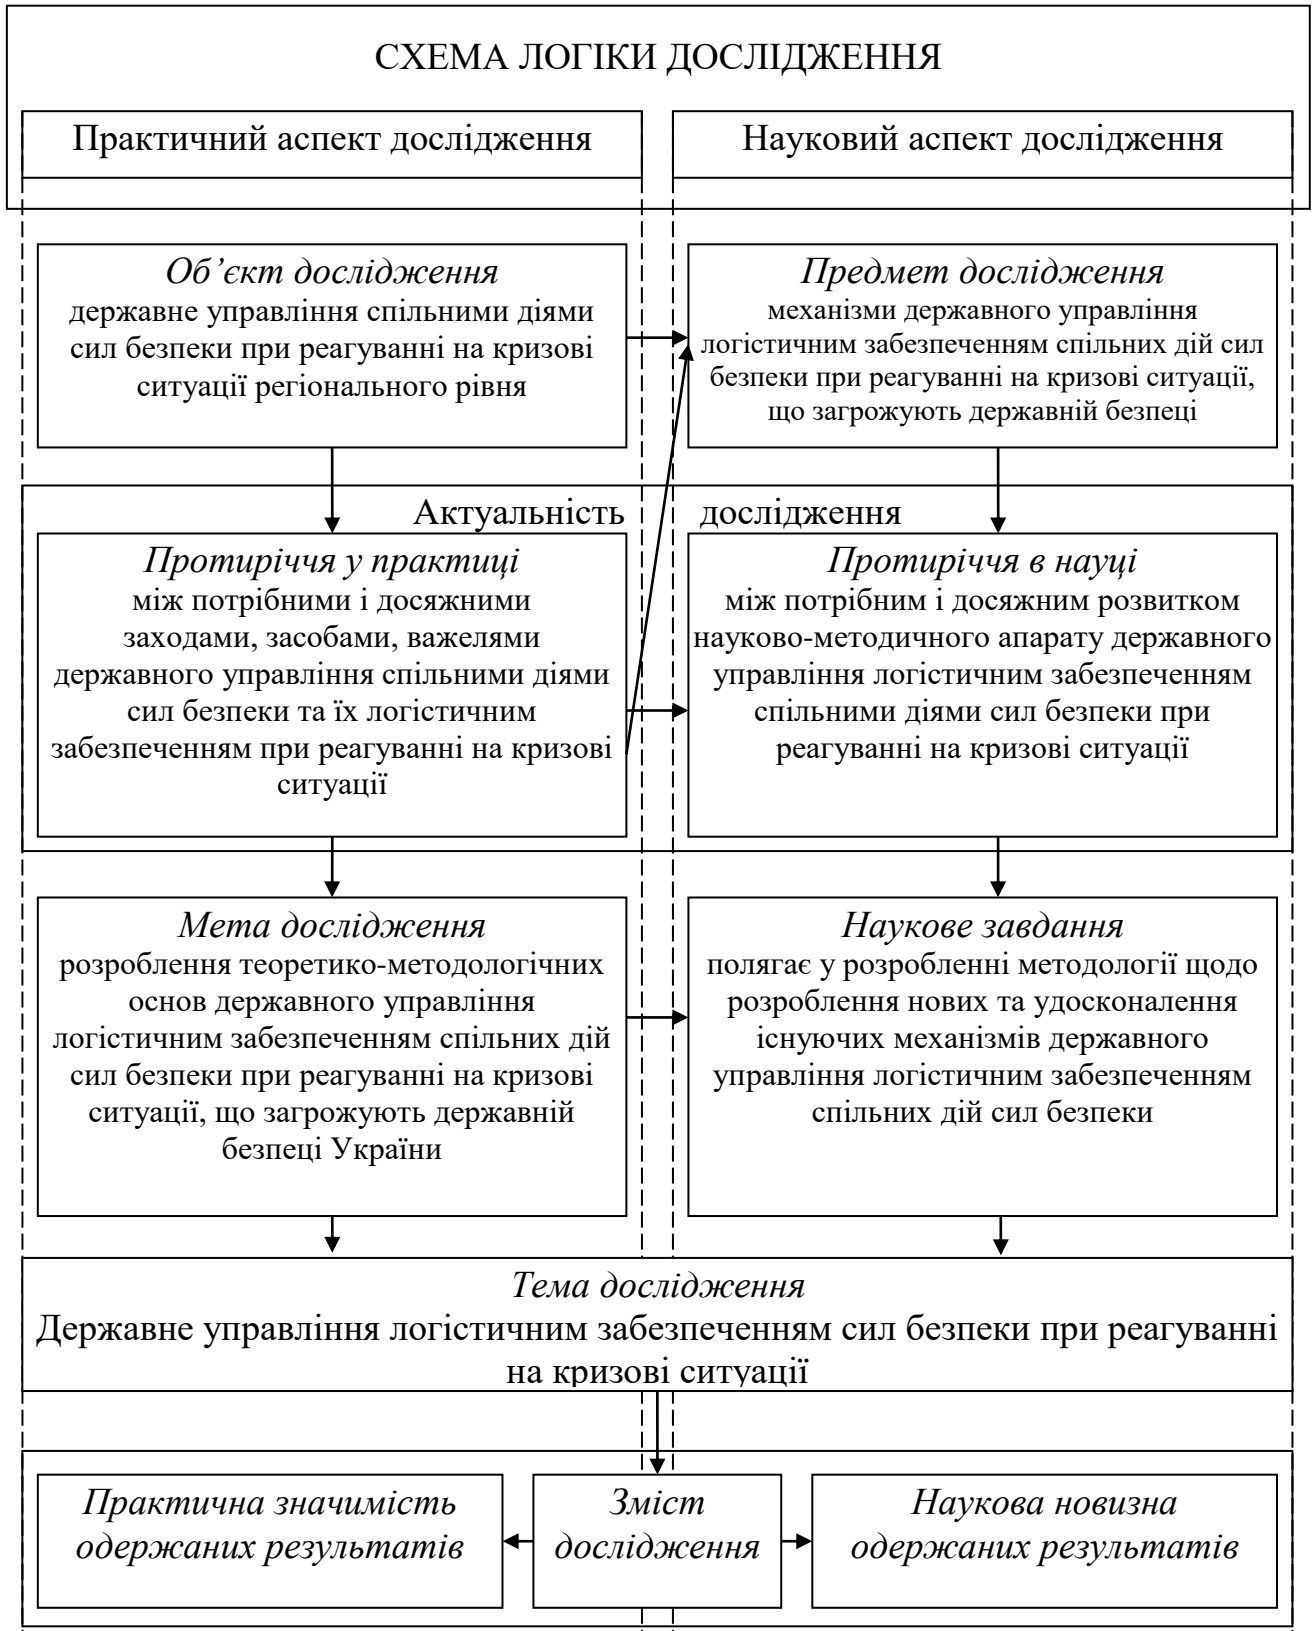 СХЕМА ЛОГІКИ ДОСЛІДЖЕННЯ
Практичний аспект дослідження
Науковий аспект дослідження
Об’єкт дослідження
державне управління спільними діями
сил безпеки при реагуванні на кризові
ситуації регіонального рівня
Предмет дослідження
механізми державного управління
логістичним забезпеченням спільних дій сил
безпеки при реагуванні на кризові ситуації,
що загрожують державній безпеці
Актуальність дослідження
Протиріччя у практиці
між потрібними і досяжними
заходами, засобами, важелями
державного управління спільними діями
сил безпеки та їх логістичним
забезпеченням при реагуванні на кризові
ситуації
Протиріччя в науці
між потрібним і досяжним розвитком
науково-методичного апарату державного
управління логістичним забезпеченням
спільними діями сил безпеки при
реагуванні на кризові ситуації
Мета дослідження
розроблення теоретико-методологічних
основ державного управління
логістичним забезпеченням спільних дій
сил безпеки при реагуванні на кризові
ситуації, що загрожують державній
безпеці України
Наукове завдання
полягає у розробленні методології щодо
розроблення нових та удосконалення
існуючих механізмів державного
управління логістичним забезпеченням
спільних дій сил безпеки
Тема дослідження
Державне управління логістичним забезпеченням сил безпеки при реагуванні
на кризові ситуації
Практична значимість
одержаних результатів
Зміст
дослідження
Наукова новизна
одержаних результатів